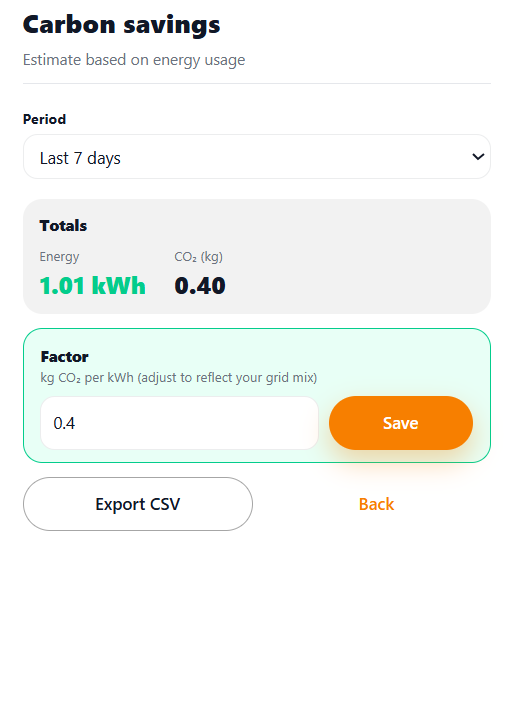 Carbon savings
Estimate based on energy usage
Period
Last 7 days
Totals
Energy CO₂ (kg)
1.01 kWh 0.40
Factor
kg CO₂ per kWh (adjust to reflect your grid mix)
0.4 Save
Export CSV Back